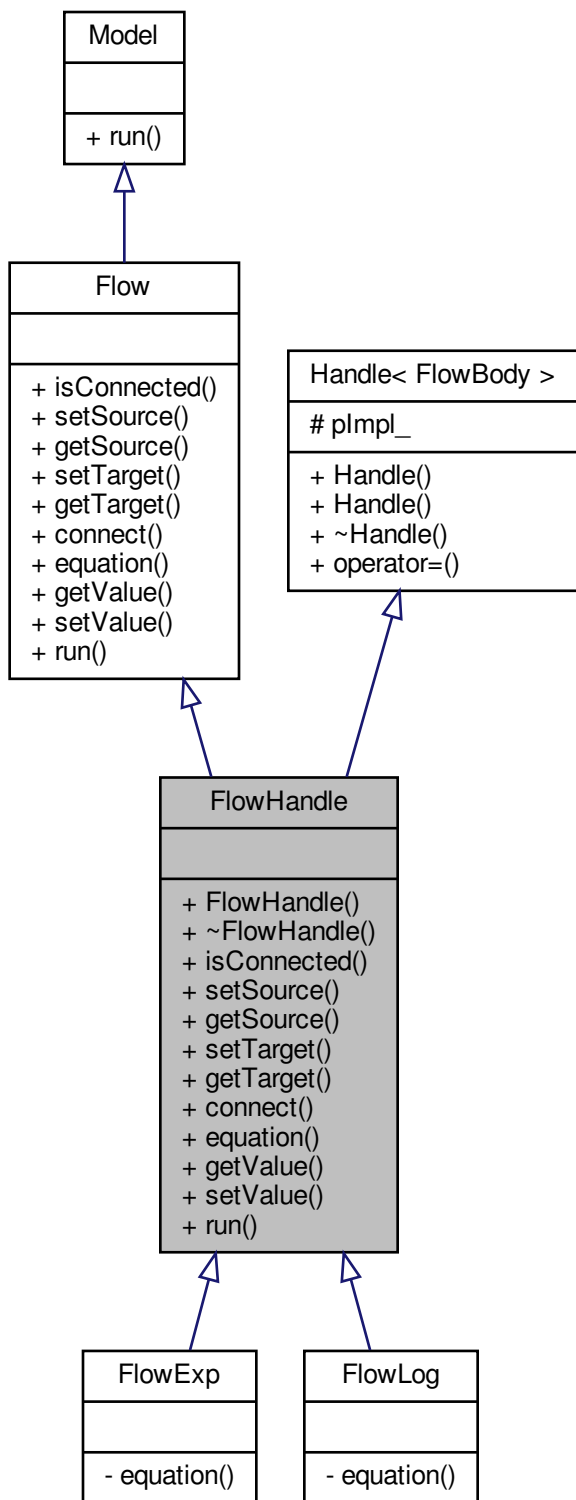 Model
+ run()
Flow
+ isConnected()
+ setSource()
+ getSource()
+ setTarget()
+ getTarget()
+ connect()
+ equation()
+ getValue()
+ setValue()
+ run()
Handle< FlowBody >
# pImpl_
+ Handle()
+ Handle()
+ ~Handle()
+ operator=()
FlowHandle
+ FlowHandle()
+ ~FlowHandle()
+ isConnected()
+ setSource()
+ getSource()
+ setTarget()
+ getTarget()
+ connect()
+ equation()
+ getValue()
+ setValue()
+ run()
FlowExp
- equation()
FlowLog
- equation()